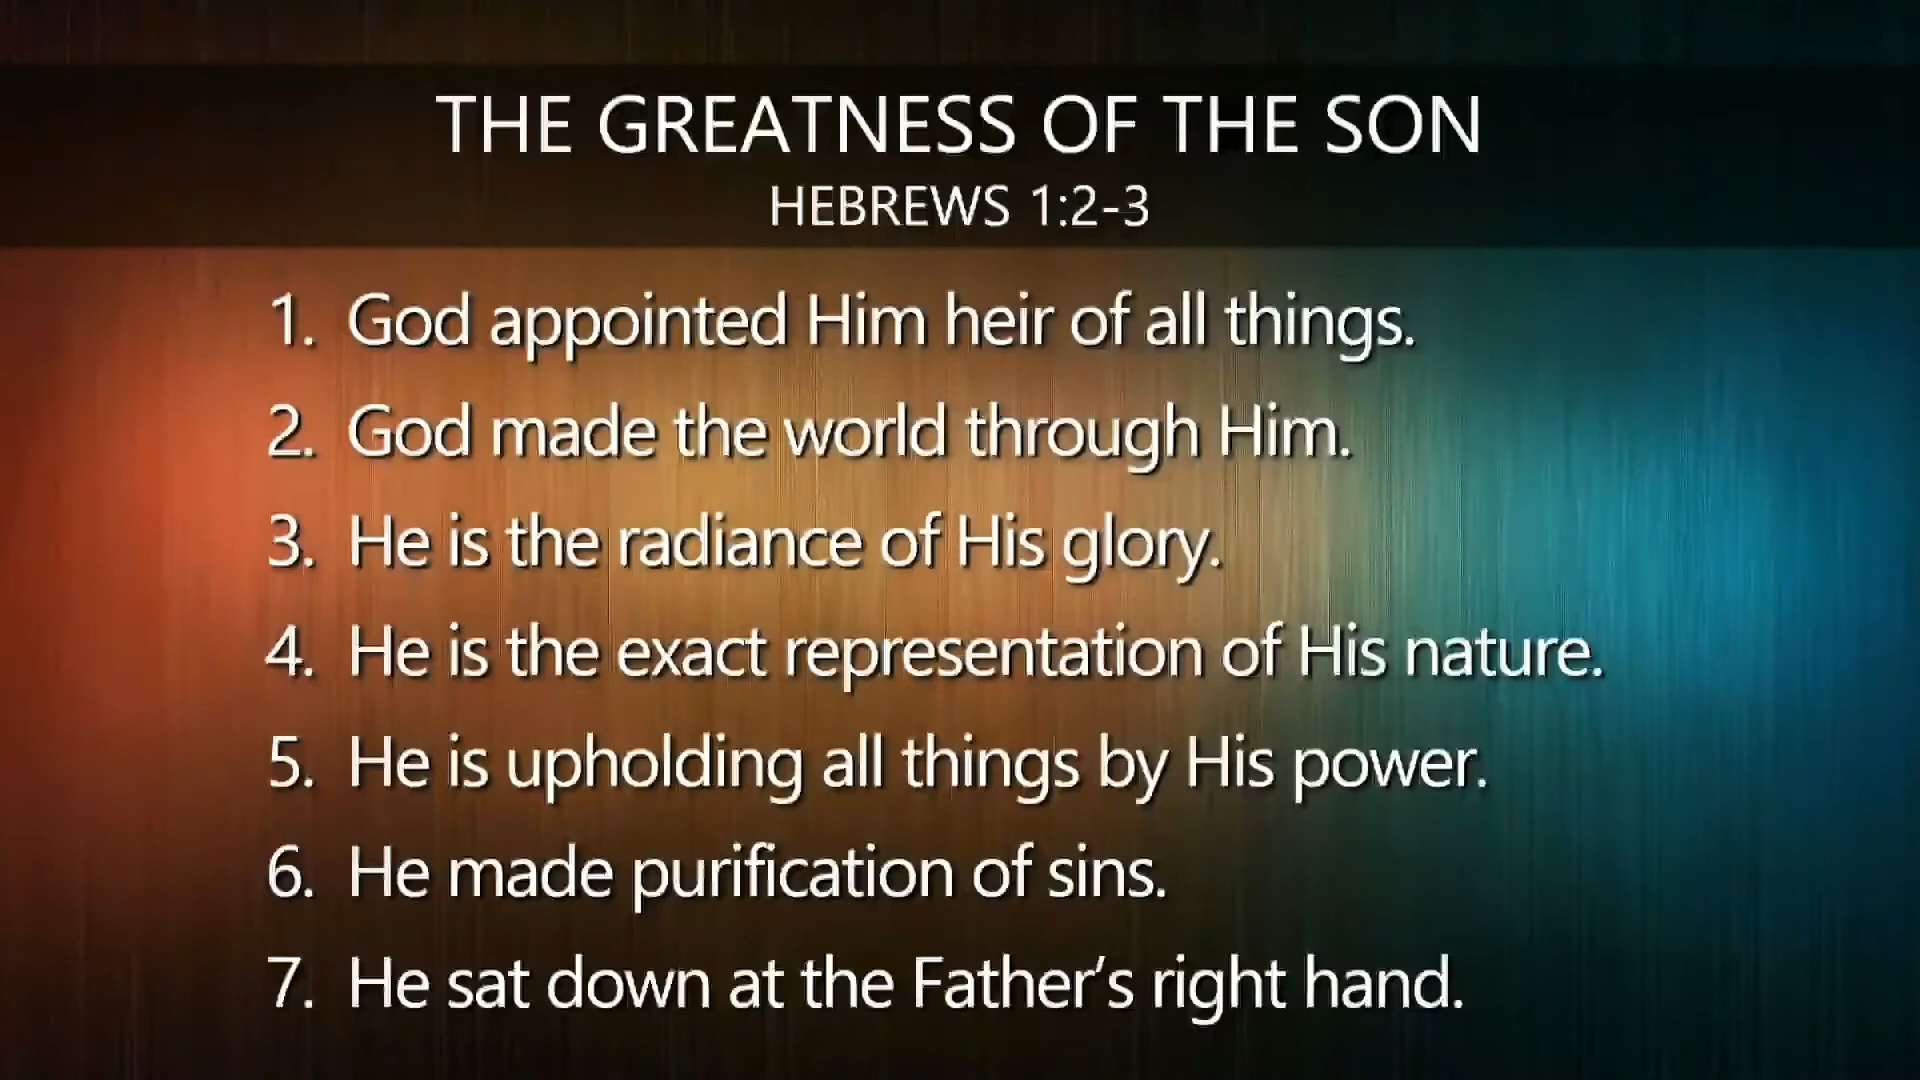 THE GREATNESS OF THE SON
HEBREWS 1:2-3
1. God appointed Him heir of all things.
2. God made the world through Him.
3. He is the radiance of His glory.
4. He is the exact representation of His nature.
5. He is upholding all things by His power.
6. He made purification of sins.
7. He sat down at the Father’s right hand.